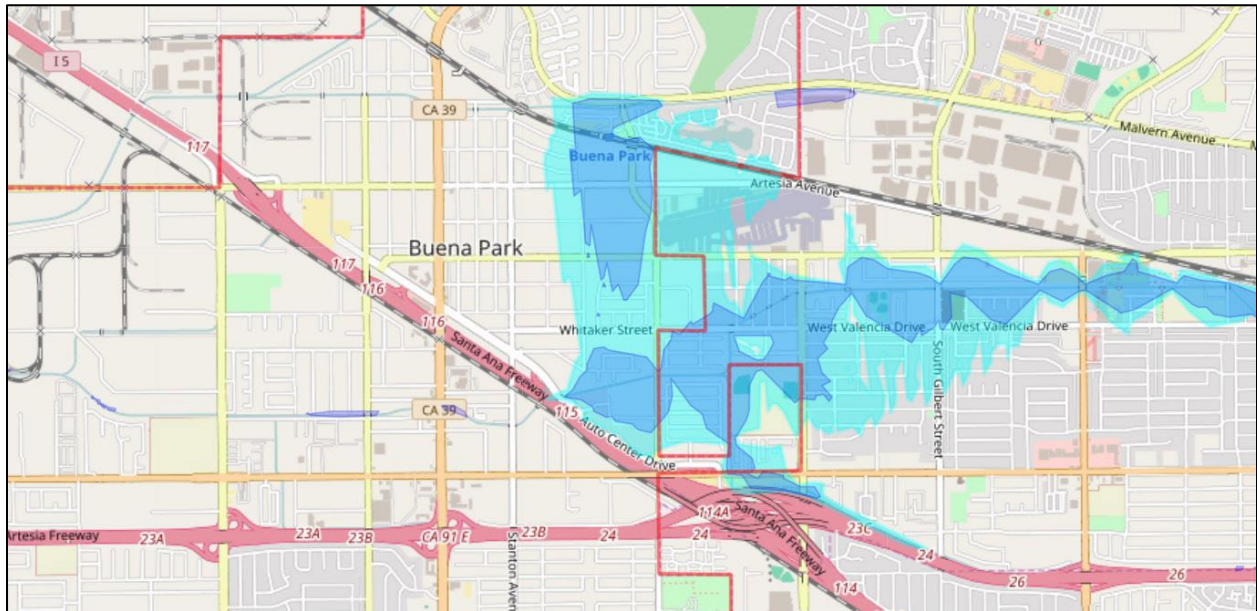 I 5
CA 39
Malvern Avenue
117
Buena Park
Artesia Avenue
Buena Park
117
116
116
Whitaker Street
West Valencia Drive
West Valencia Drive
Santa Ana Freeway
South Gilbert Street
115
CA 39
Auto Center Drive
114A
Santa Ana Freeway
23C
Artesia Freeway
23A
23A
23B
CA 91 E
23B
24
24
24
Stanton Aven
114
26
26